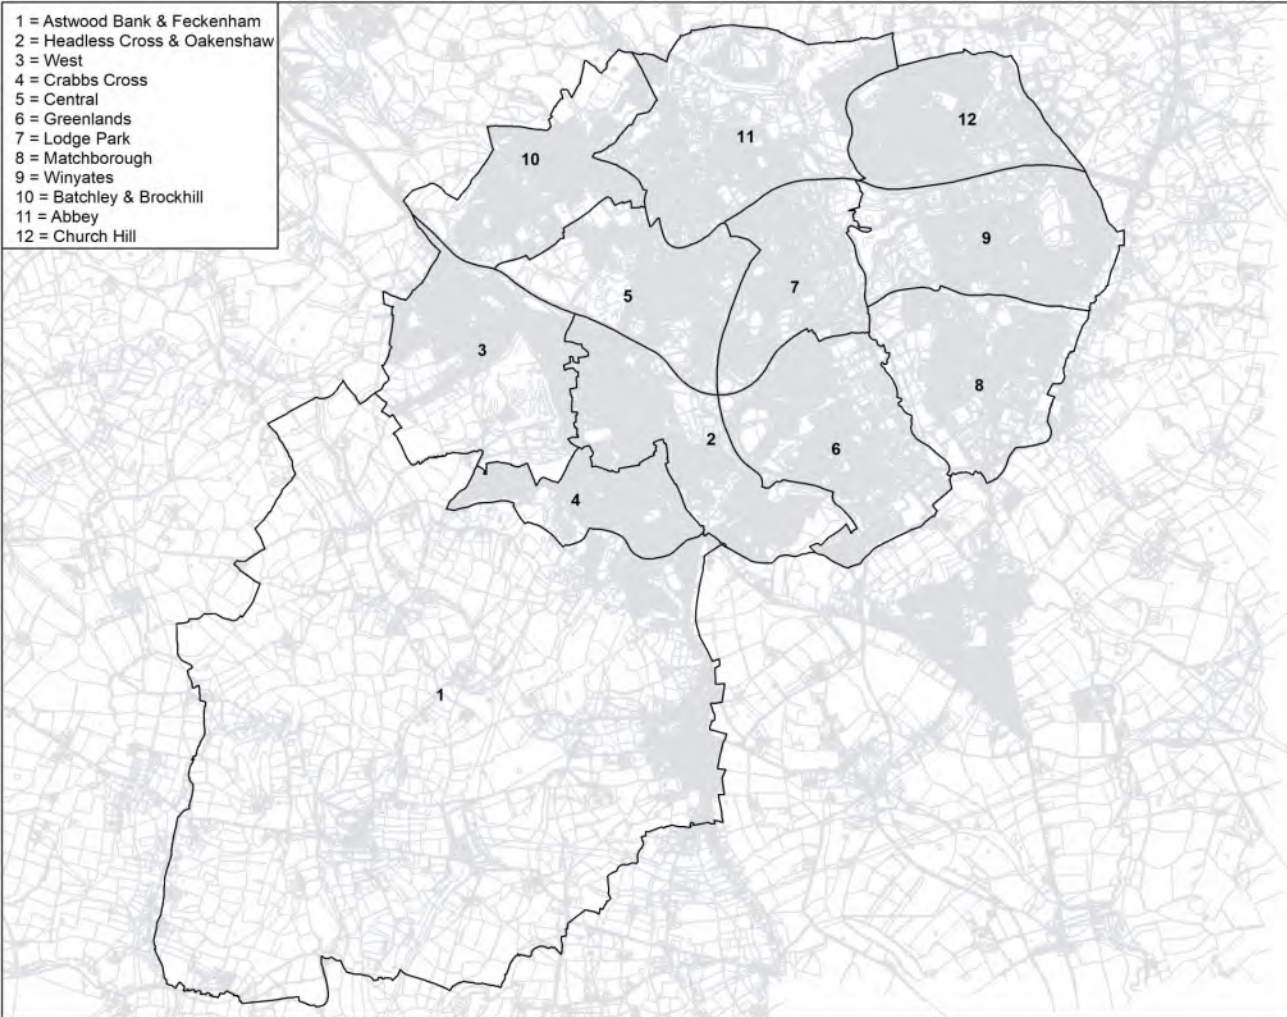 1 = Astwood Bank & Feckenham
2 = Headless Cross & Oakenshaw
3 = West
4 = Crabbs Cross
5 = Central
6 = Greenlands
7 = Lodge Park
8 = Matchborough
9 = Winyates
10 = Batchley & Brockhill
11 = Abbey
12 = Church Hill
12
11
10
9
7
5
3
8
2
6
4
1